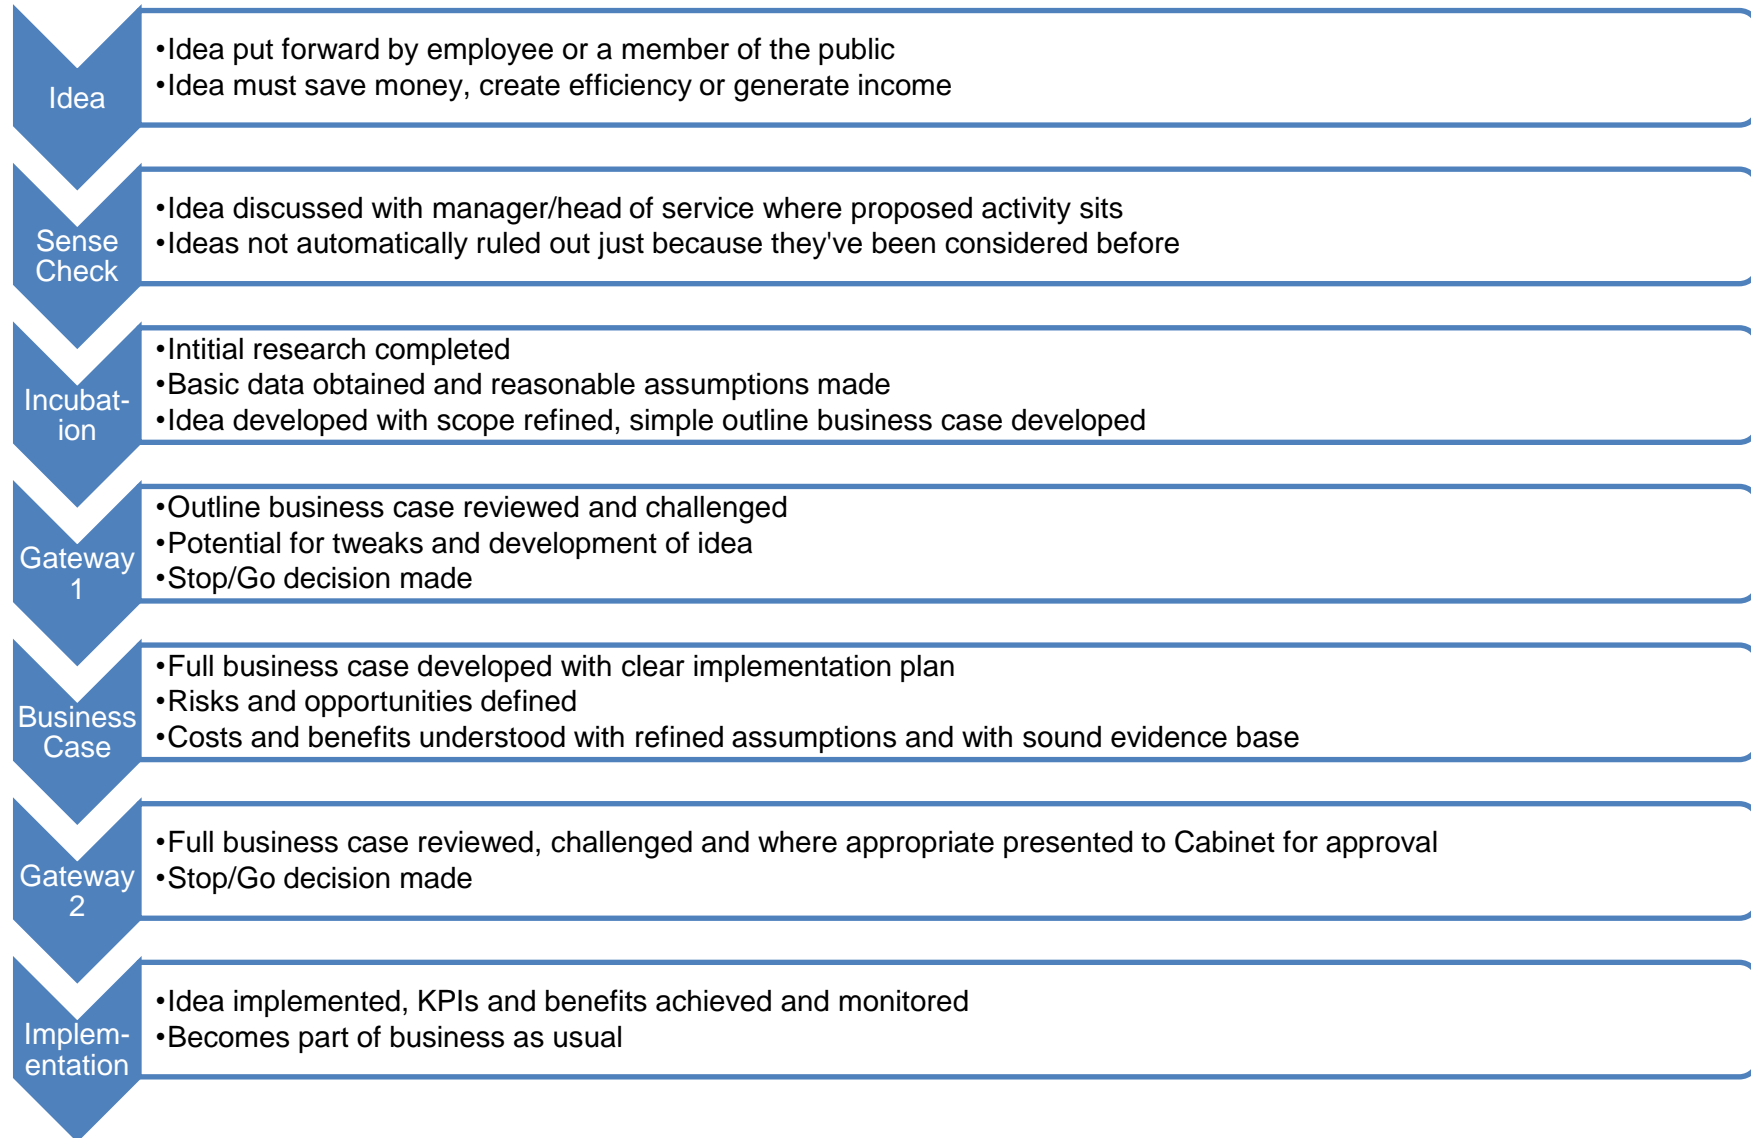 Idea
•Idea put forward by employee or a member of the public
•Idea must save money, create efficiency or generate income
Sense
Check
•Idea discussed with manager/head of service where proposed activity sits
•Ideas not automatically ruled out just because they've been considered before
Incubat-
ion
•Intitial research completed
•Basic data obtained and reasonable assumptions made
•Idea developed with scope refined, simple outline business case developed
Gateway
1
•Outline business case reviewed and challenged
•Potential for tweaks and development of idea
•Stop/Go decision made
Business
Case
•Full business case developed with clear implementation plan
•Risks and opportunities defined
•Costs and benefits understood with refined assumptions and with sound evidence base
Gateway
2
•Full business case reviewed, challenged and where appropriate presented to Cabinet for approval
•Stop/Go decision made
Implem-
entation
•Idea implemented, KPIs and benefits achieved and monitored
•Becomes part of business as usual